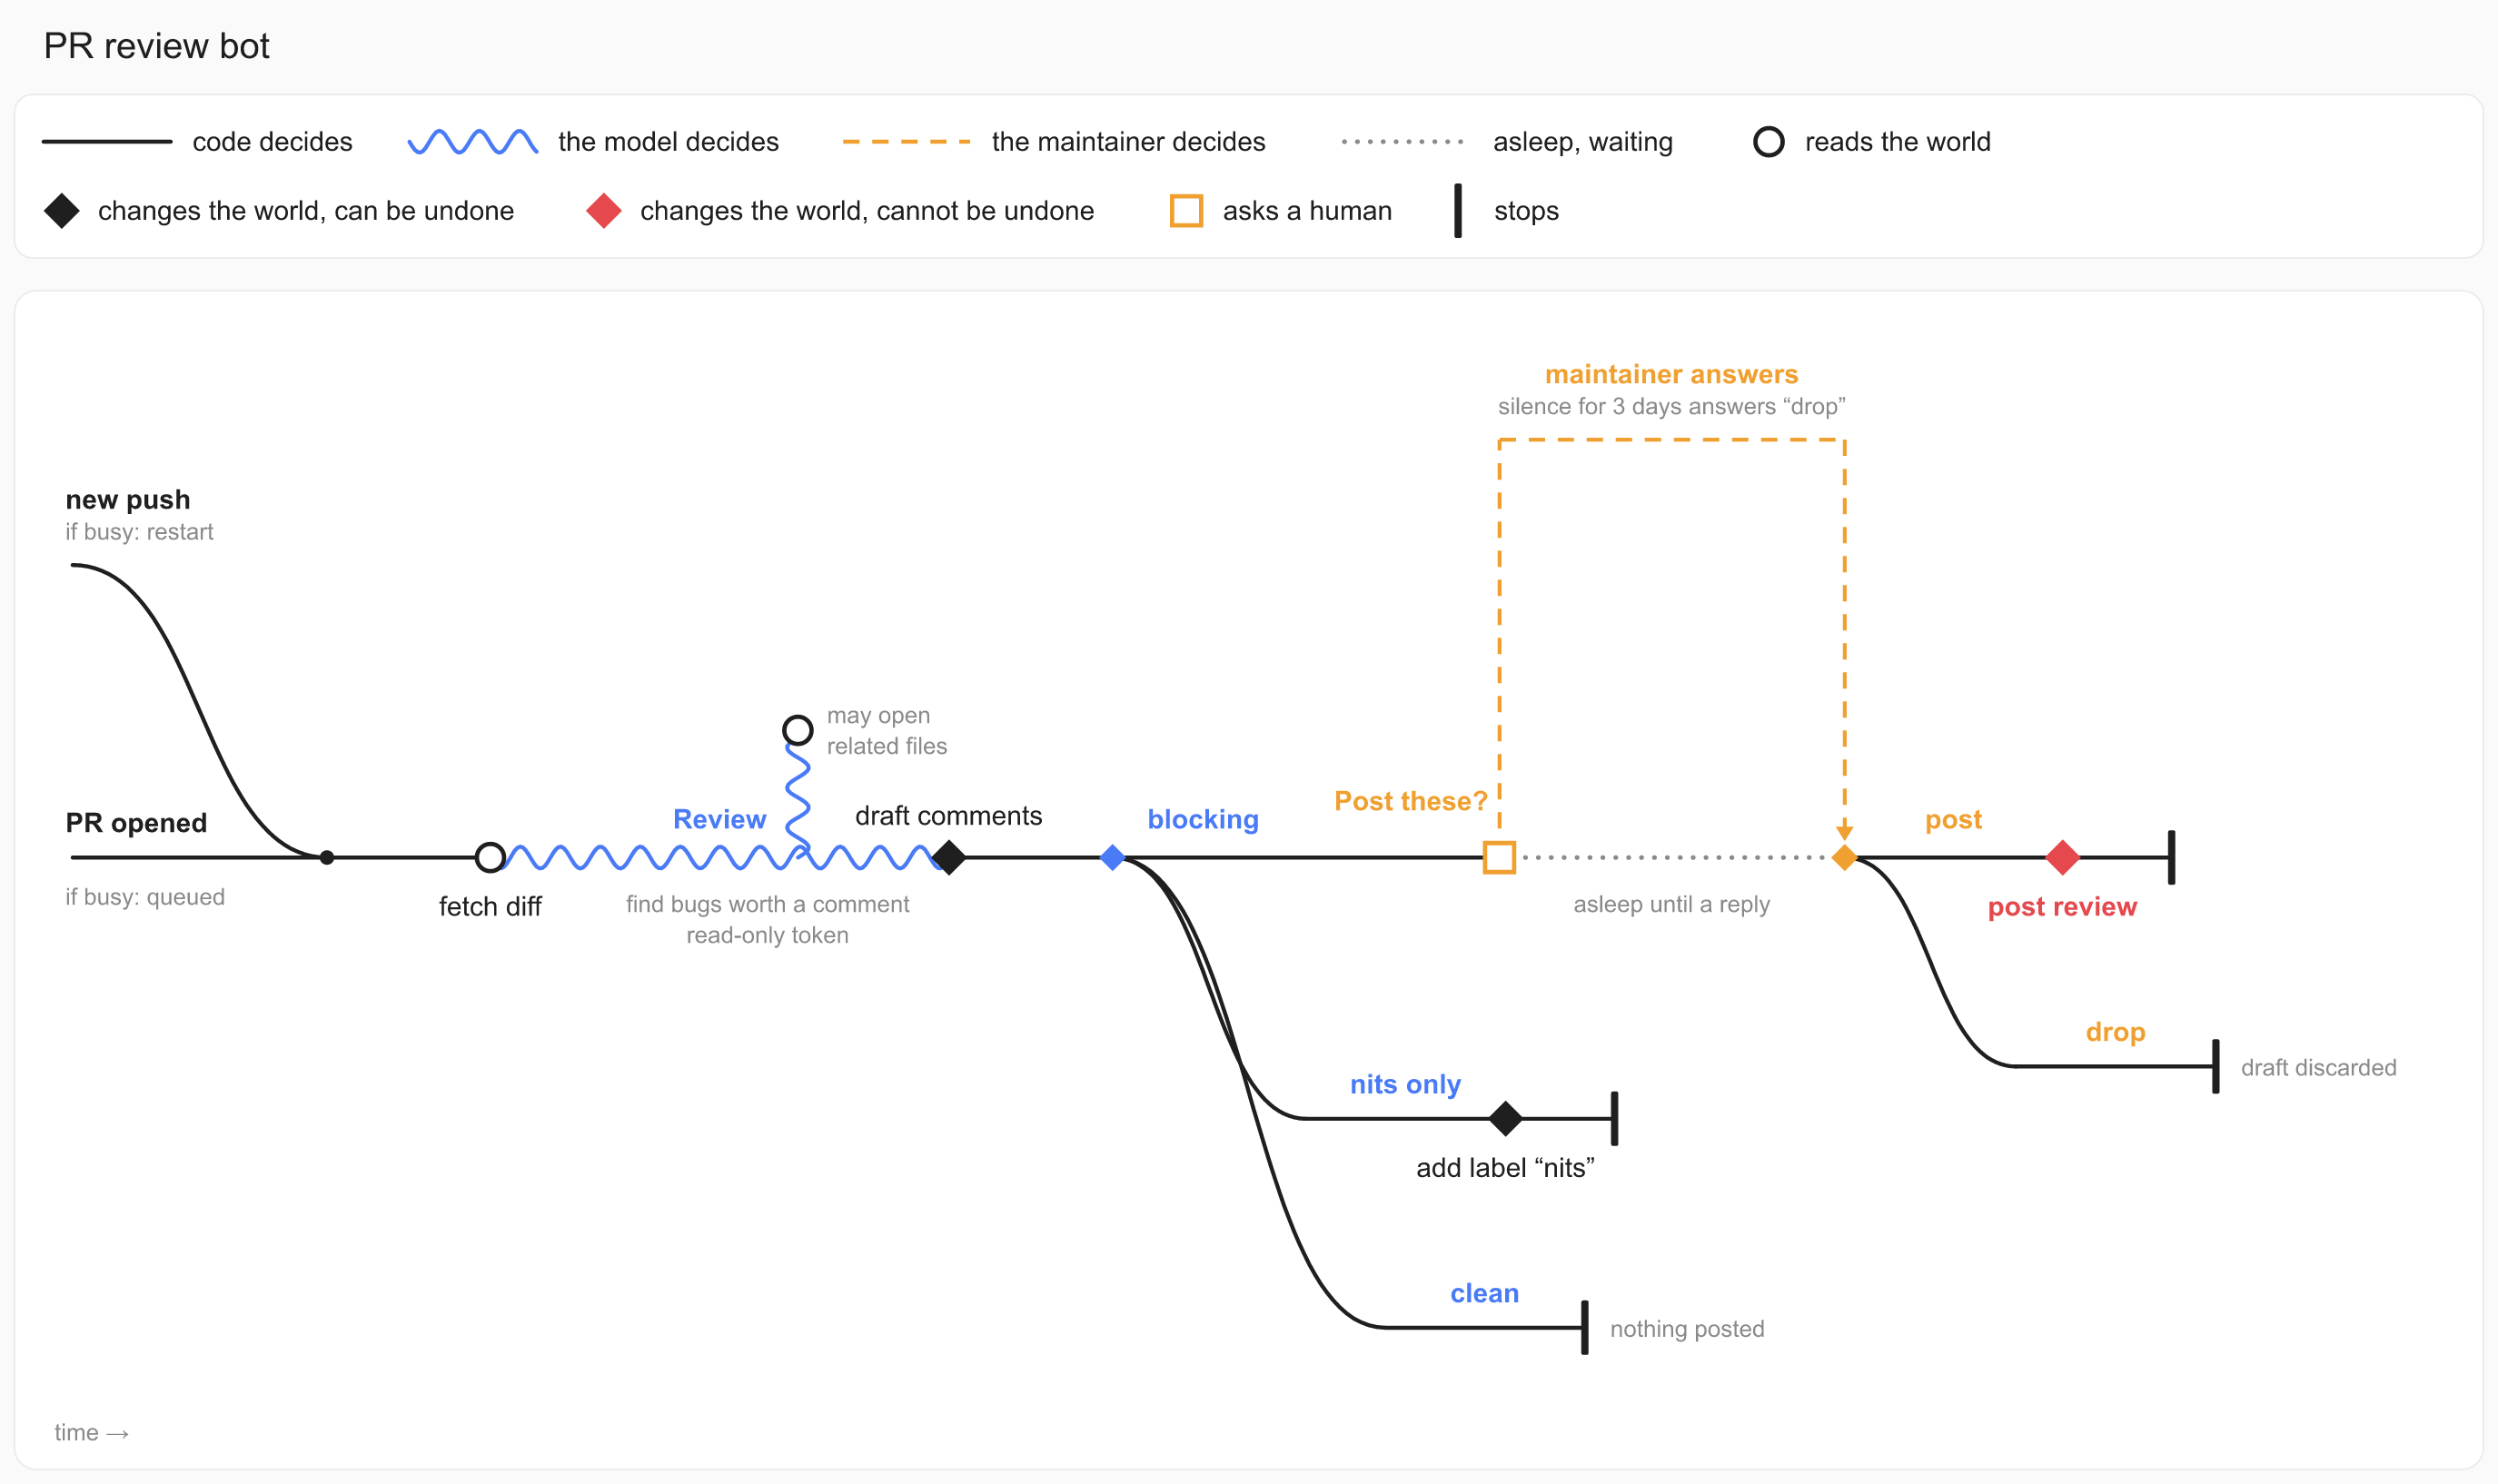 PR review bot
code decides
the model decides
the maintainer decides
asleep, waiting
reads the world
changes the world, can be undone
changes the world, cannot be undone
asks a human
stops
maintainer answers
silence for 3 days answers “drop”
new push
if busy: restart
may open
related files
PR opened
if busy: queued
fetch diff
Review
find bugs worth a comment
read-only token
draft comments
blocking
Post these?
asleep until a reply
post
post review
drop
draft discarded
nits only
add label “nits”
clean
nothing posted
time →